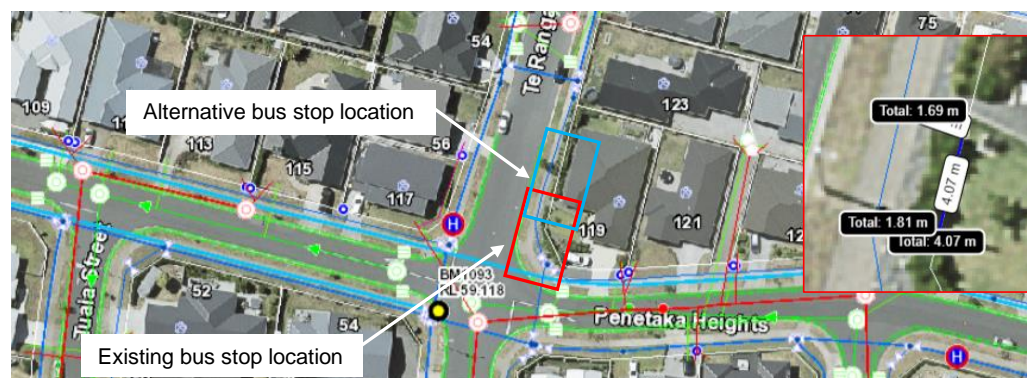 54
75
Te Ranga
109
Alternative bus stop location
123
Total: 1.69 m
113
56
115
4.07 m
117
121
119
Total: 1.81 m
Total: 4.07 m
H
BM1093
RL 59.118
Tuala Street
52
54
Penetaka Heights
Existing bus stop location
H